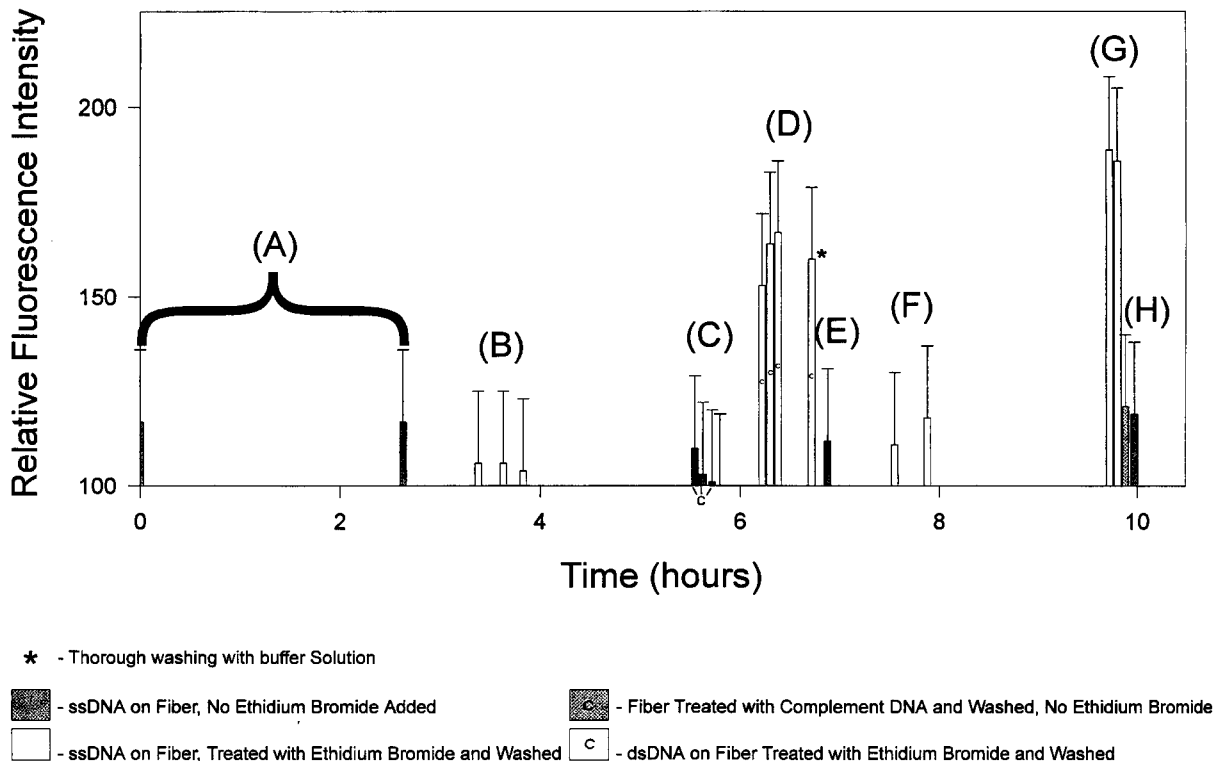 Relative Fluorescence Intensity
200
150
100
(A)
(B)
(C)
(D)
(E)
(F)
(G)
(H)
c
c
c
c
*
c
0
2
4
6
8
10
Time (hours)
* - Thorough washing with buffer Solution
- ssDNA on Fiber, No Ethidium Bromide Added
c - Fiber Treated with Complement DNA and Washed, No Ethidium Bromide
- ssDNA on Fiber, Treated with Ethidium Bromide and Washed
c - dsDNA on Fiber Treated with Ethidium Bromide and Washed